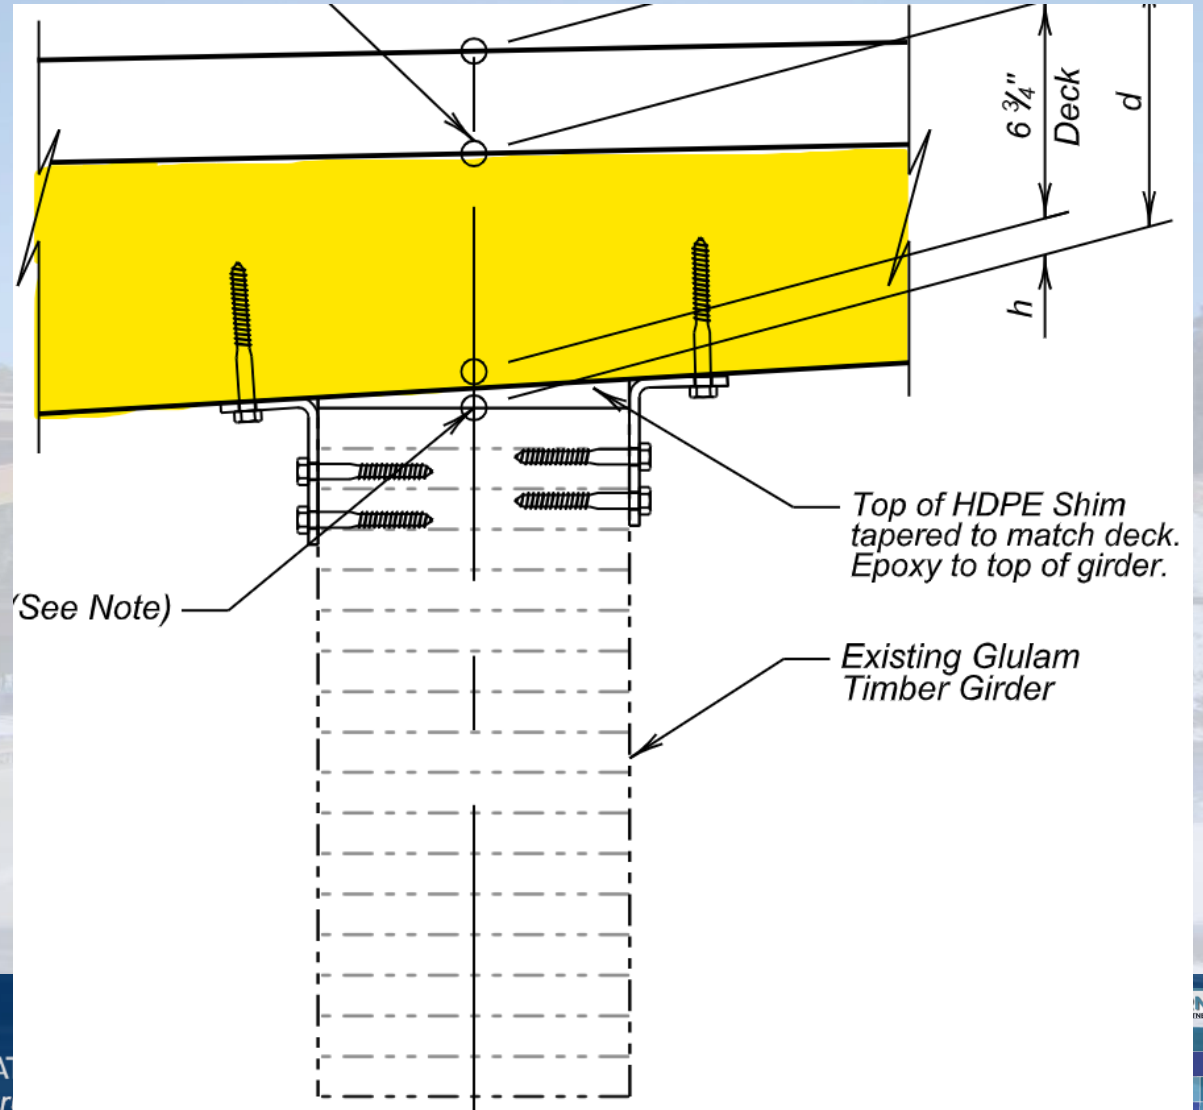 6 ¾"
Deck
d
h
Top of HDPE Shim
tapered to match deck.
Epoxy to top of girder.
(See Note)
Existing Glulam
Timber Girder